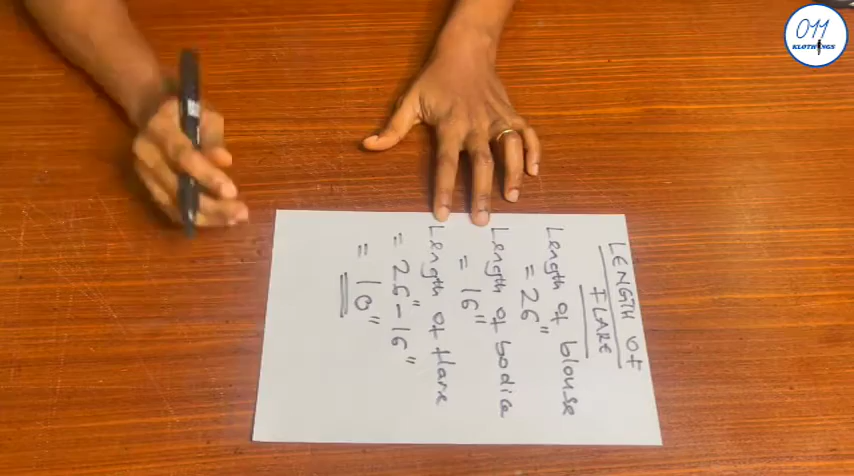 LENGTH OF
FLARE
Length of blouse
= 26"
Length of bodice
= 16"
Length of flare
= 26" - 16"
= 10"
011
KLOTHINGS